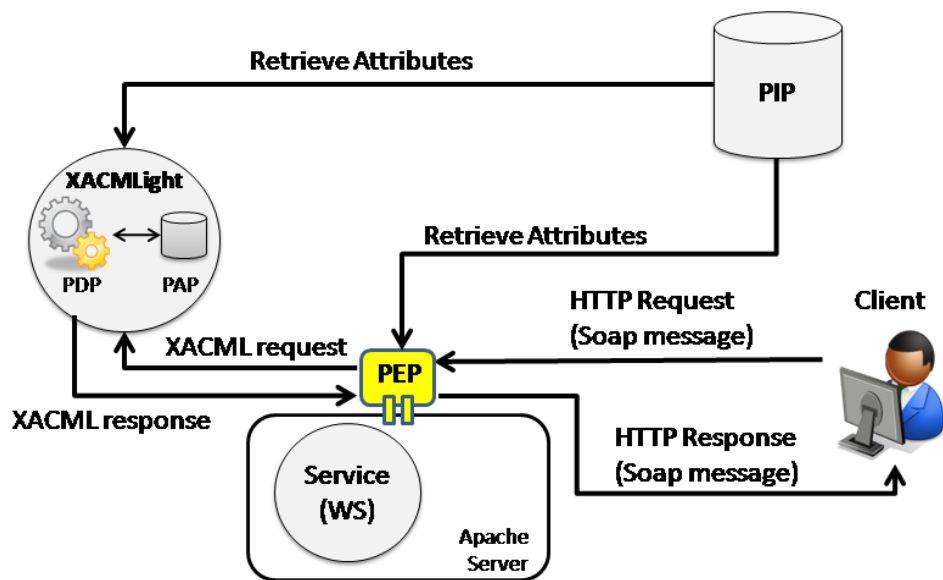 Retrieve Attributes
PIP
XACMLight
PDP
PAP
Retrieve Attributes
HTTP Request
(Soap message)
Client
XACML request
PEP
XACML response
HTTP Response
(Soap message)
Service
(WS)
Apache
Server